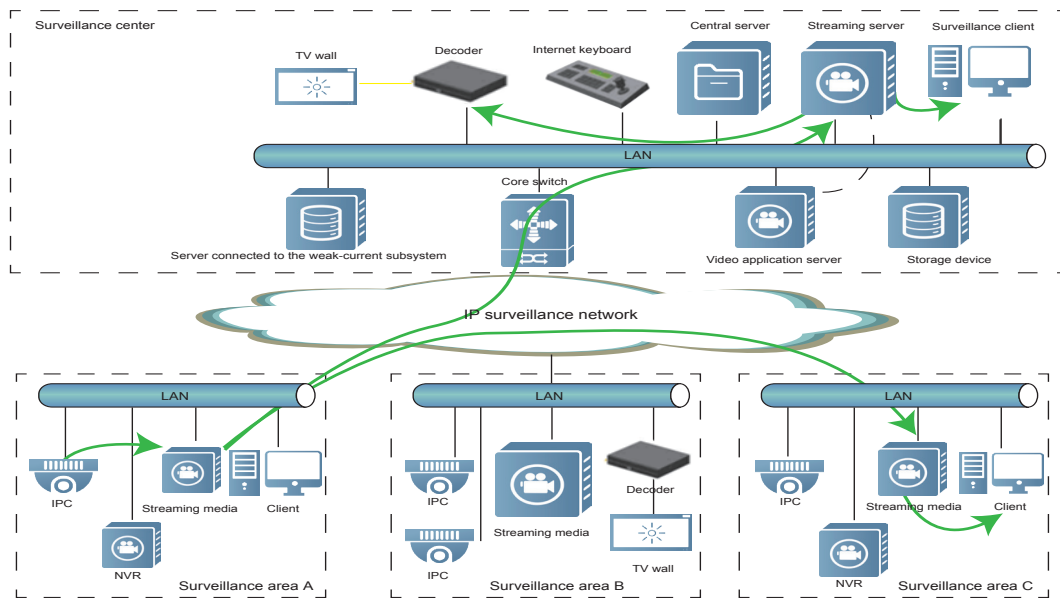 Surveillance center
TV wall
Decoder
Internet keyboard
Central server
Streaming server
Surveillance client
LAN
Core switch
Server connected to the weak-current subsystem
Video application server
Storage device
IP surveillance network
LAN
IPC
Streaming media
Client
NVR
Surveillance area A
LAN
IPC
Streaming media
Decoder
IPC
TV wall
Surveillance area B
LAN
IPC
Streaming media
Client
NVR
Surveillance area C